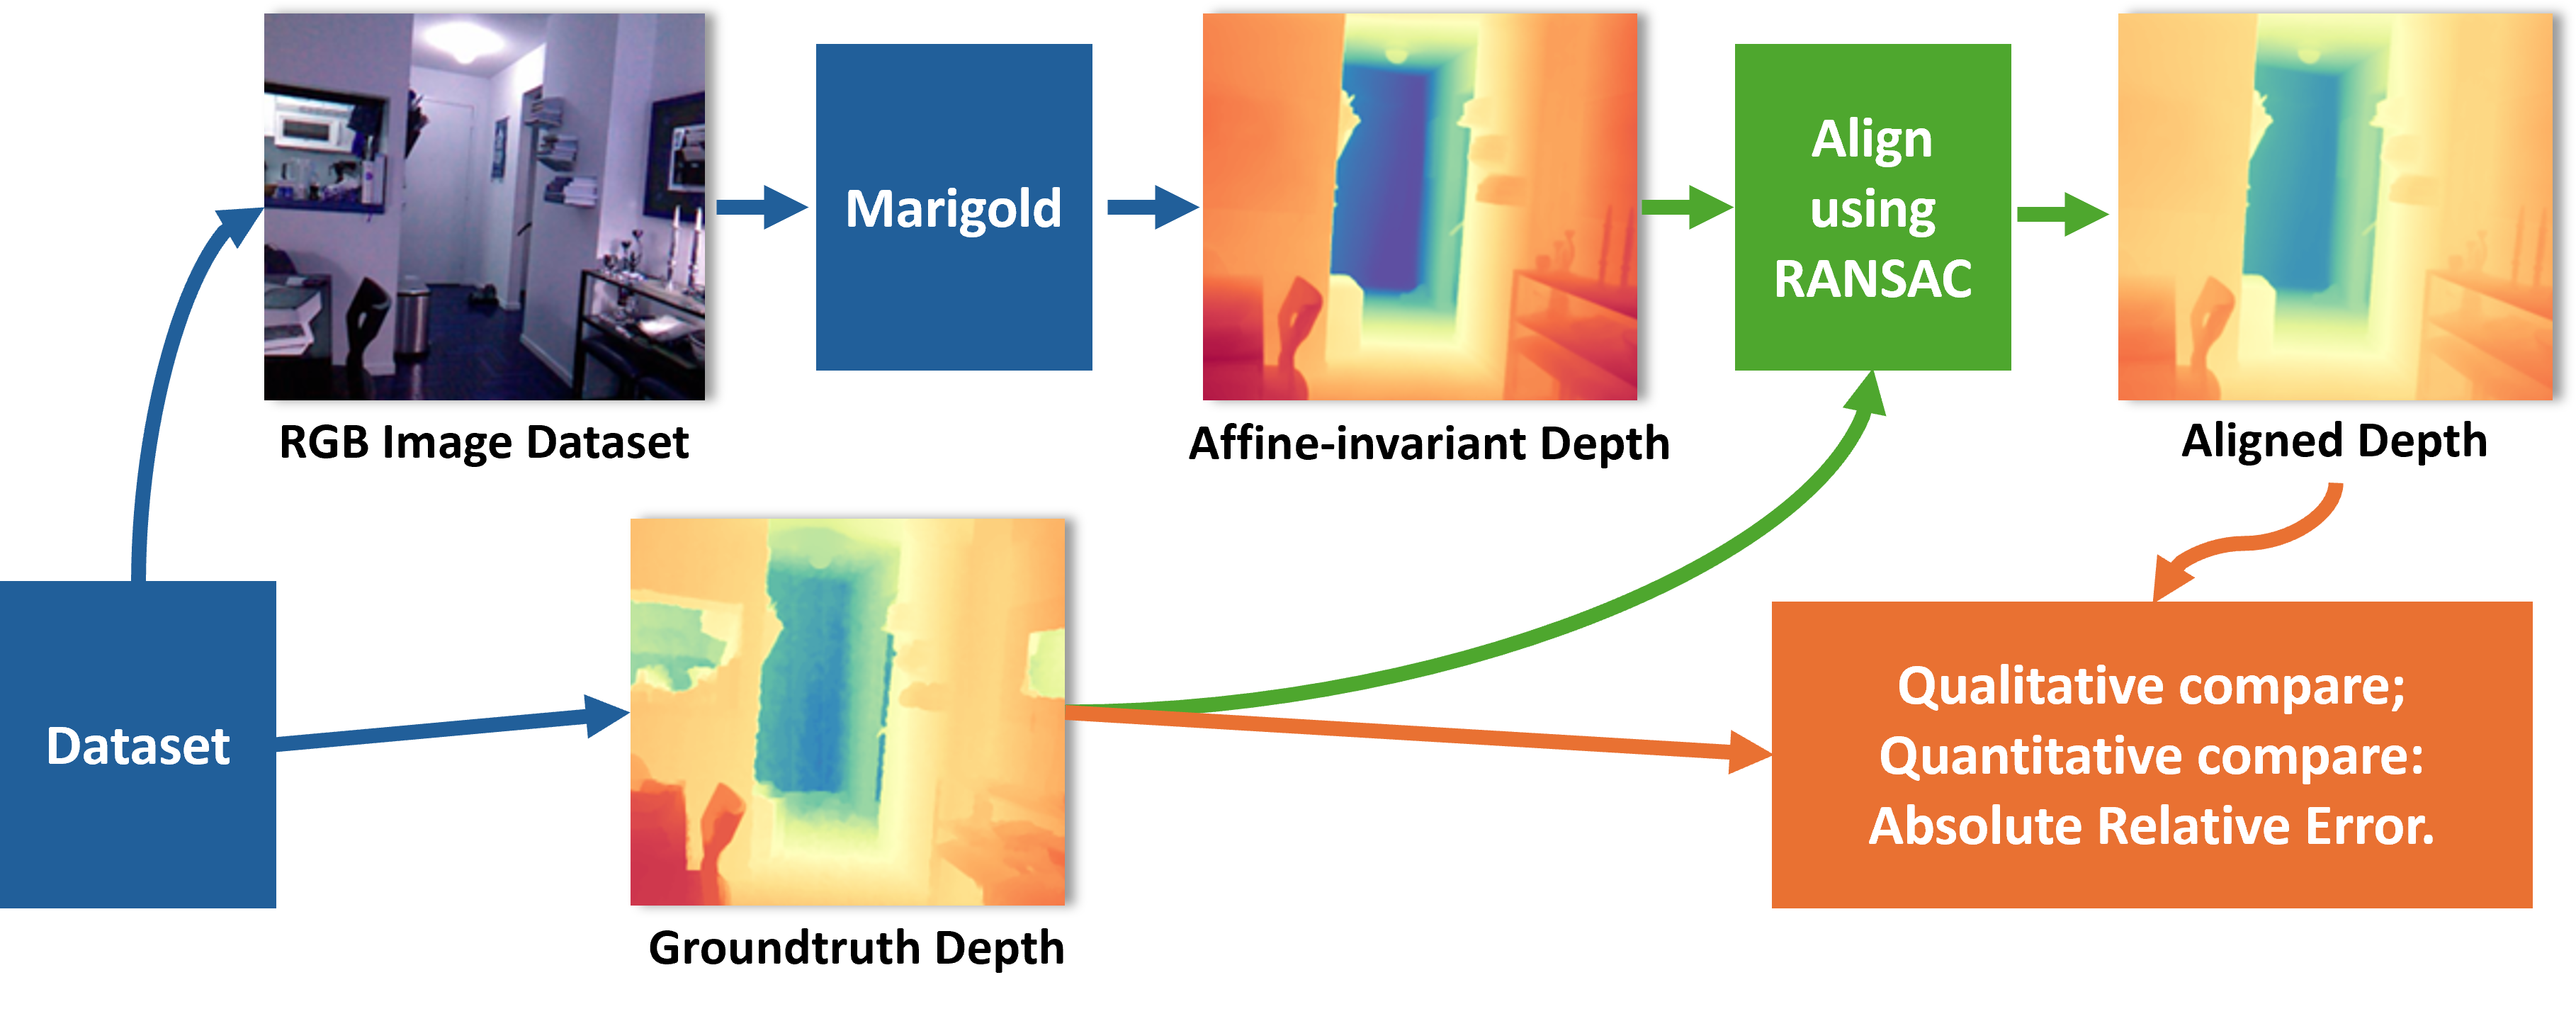 Marigold
Align
using
RANSAC
RGB Image Dataset
Affine-invariant Depth
Aligned Depth
Dataset
Groundtruth Depth
Qualitative compare;
Quantitative compare:
Absolute Relative Error.